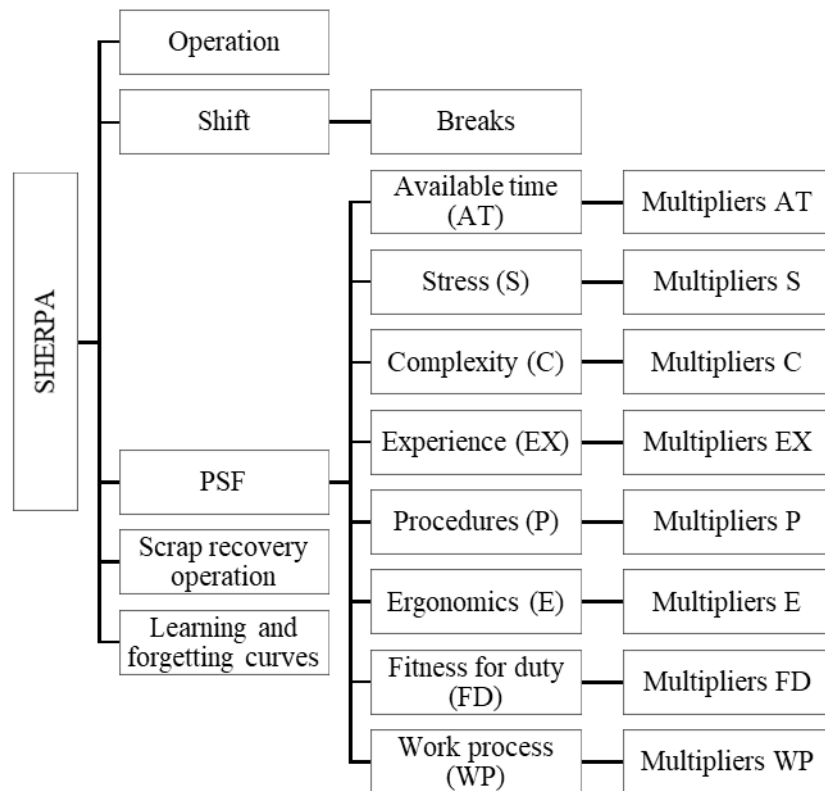 Operation
Shift
Breaks
SHERPA
Available time
(AT)
Multipliers AT
Stress (S)
Multipliers S
Complexity (C)
Multipliers C
Experience (EX)
Multipliers EX
PSF
Procedures (P)
Multipliers P
Scrap recovery
operation
Ergonomics (E)
Multipliers E
Learning and
forgetting curves
Fitness for duty
(FD)
Multipliers FD
Work process
(WP)
Multipliers WP